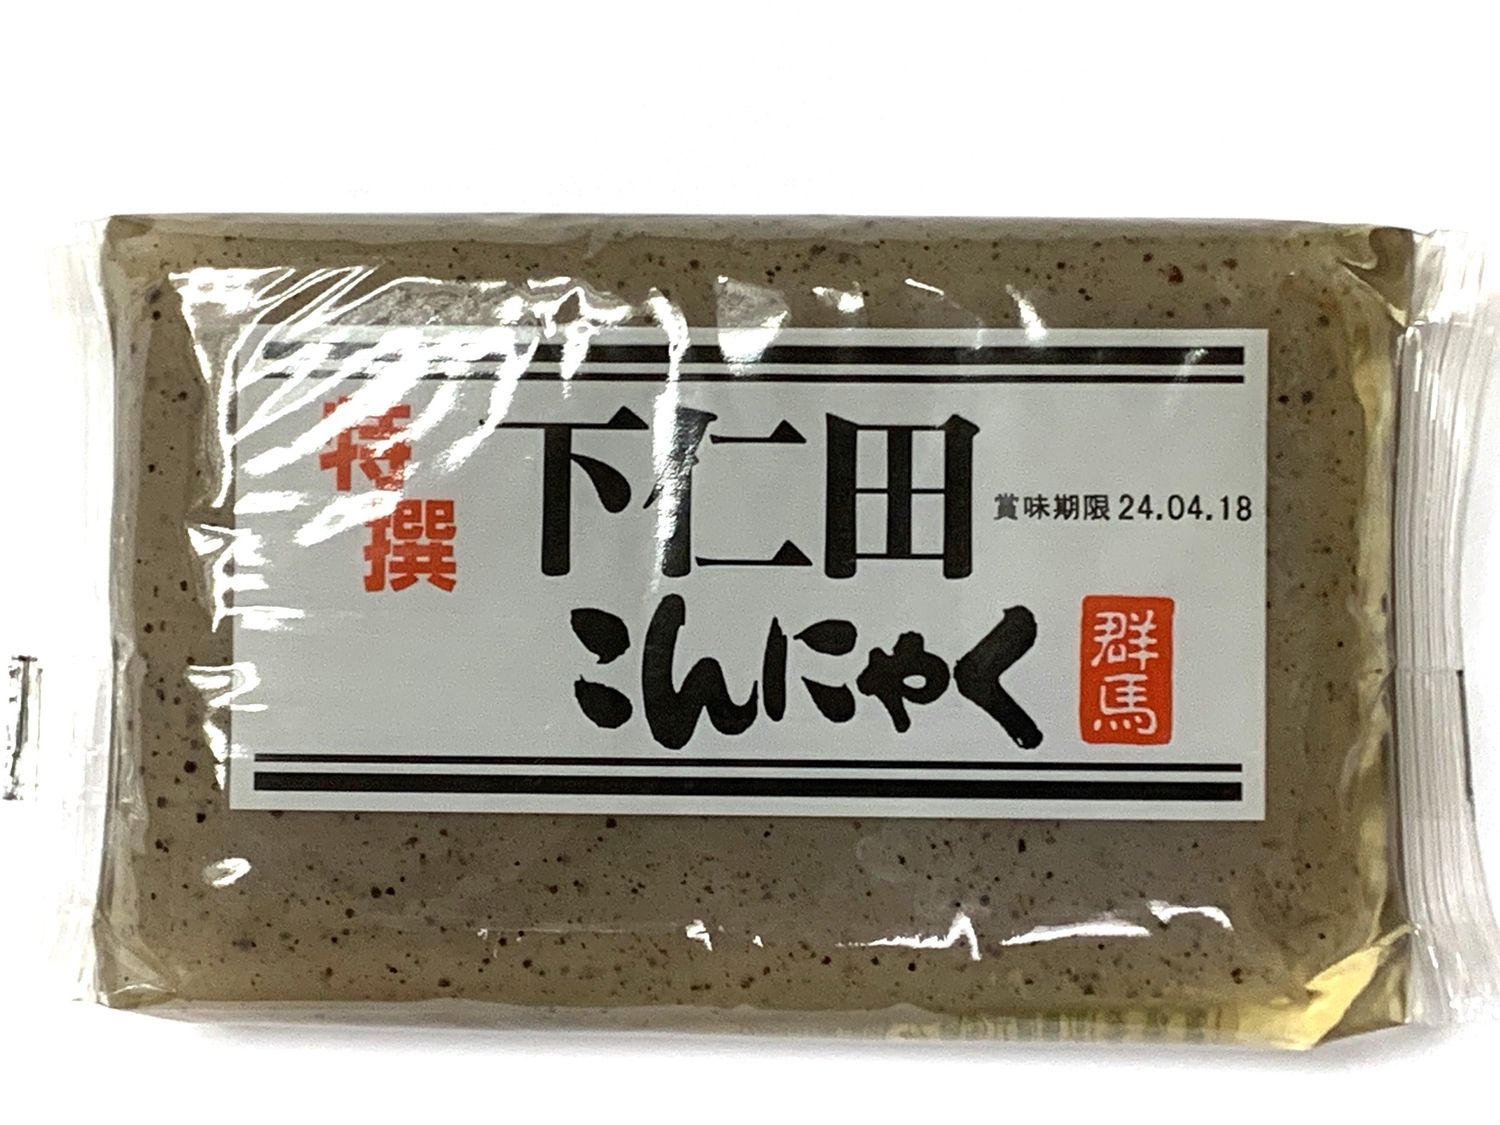 特撰
下仁田
こんにゃく
賞味期限 24.04.18
群馬